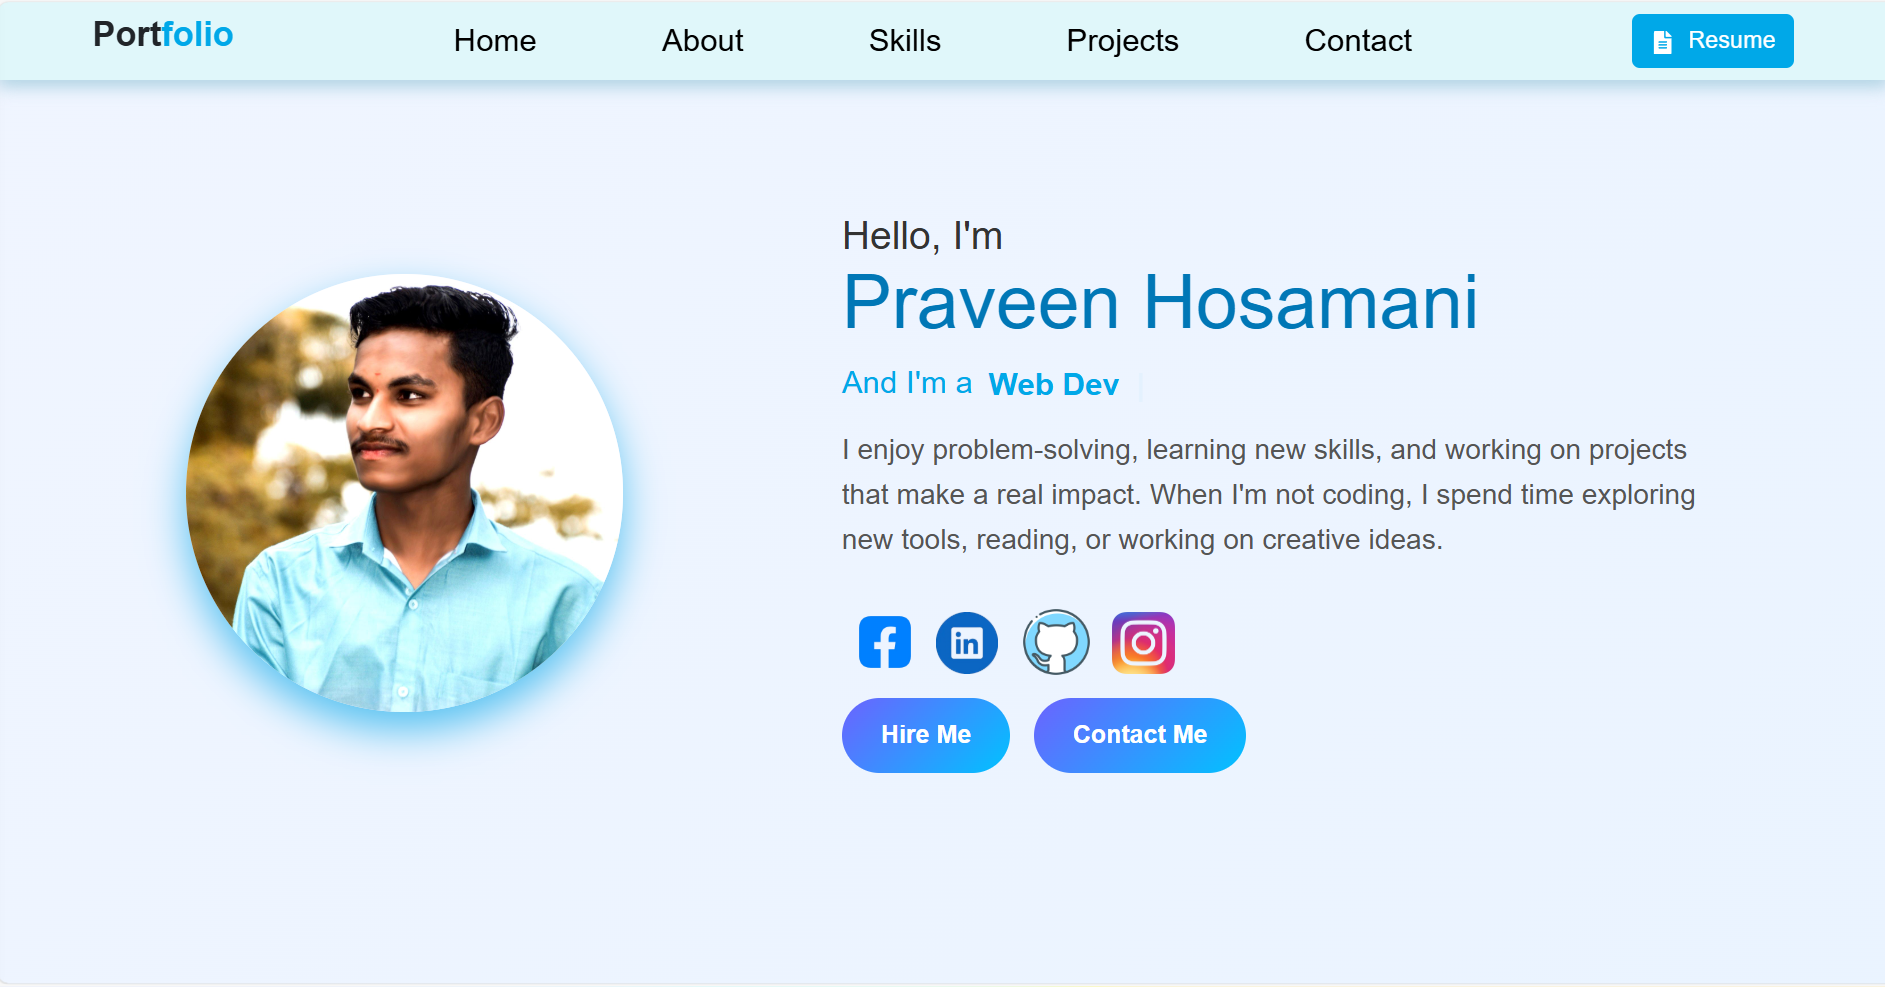 Portfolio
Home
About
Skills
Projects
Contact
Resume
Hello, I'm
Praveen Hosamani
And I'm a Web Dev
I enjoy problem-solving, learning new skills, and working on projects
that make a real impact. When I'm not coding, I spend time exploring
new tools, reading, or working on creative ideas.
in
Hire Me
Contact Me